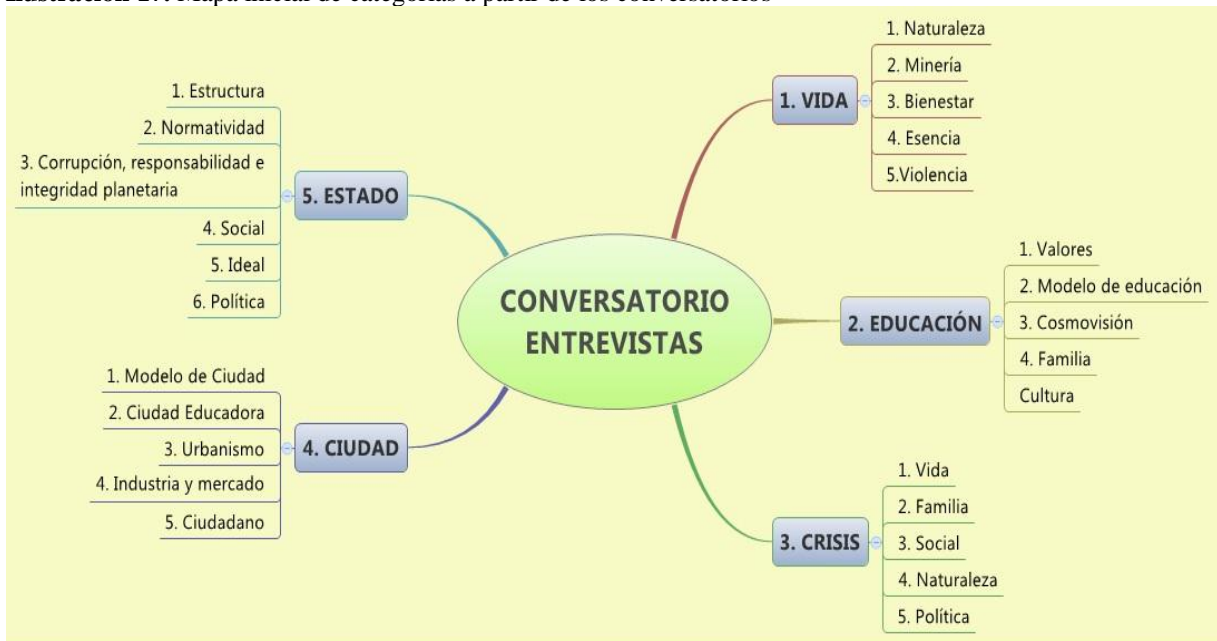 Mapa inicial de categorías a partir de los conversatorios
CONVERSATORIO
ENTREVISTAS
1. VIDA
1. Naturaleza
2. Minería
3. Bienestar
4. Esencia
5.Violencia
2. EDUCACIÓN
1. Valores
2. Modelo de educación
3. Cosmovisión
4. Familia
Cultura
3. CRISIS
1. Vida
2. Familia
3. Social
4. Naturaleza
5. Política
4. CIUDAD
1. Modelo de Ciudad
2. Ciudad Educadora
3. Urbanismo
4. Industria y mercado
5. Ciudadano
5. ESTADO
1. Estructura
2. Normatividad
3. Corrupción, responsabilidad e
integridad planetaria
4. Social
5. Ideal
6. Política